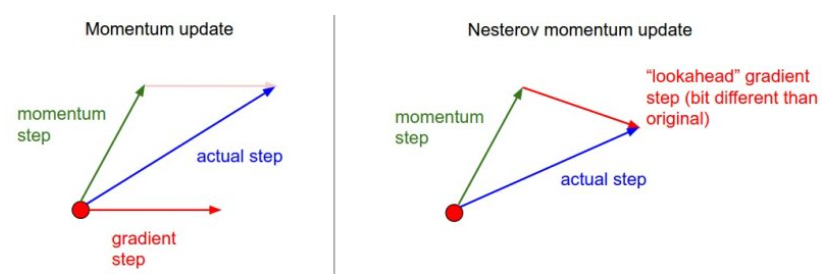 Momentum update
momentum
step
actual step
gradient
step
Nesterov momentum update
momentum
step
“lookahead” gradient
step (bit different than
original)
actual step